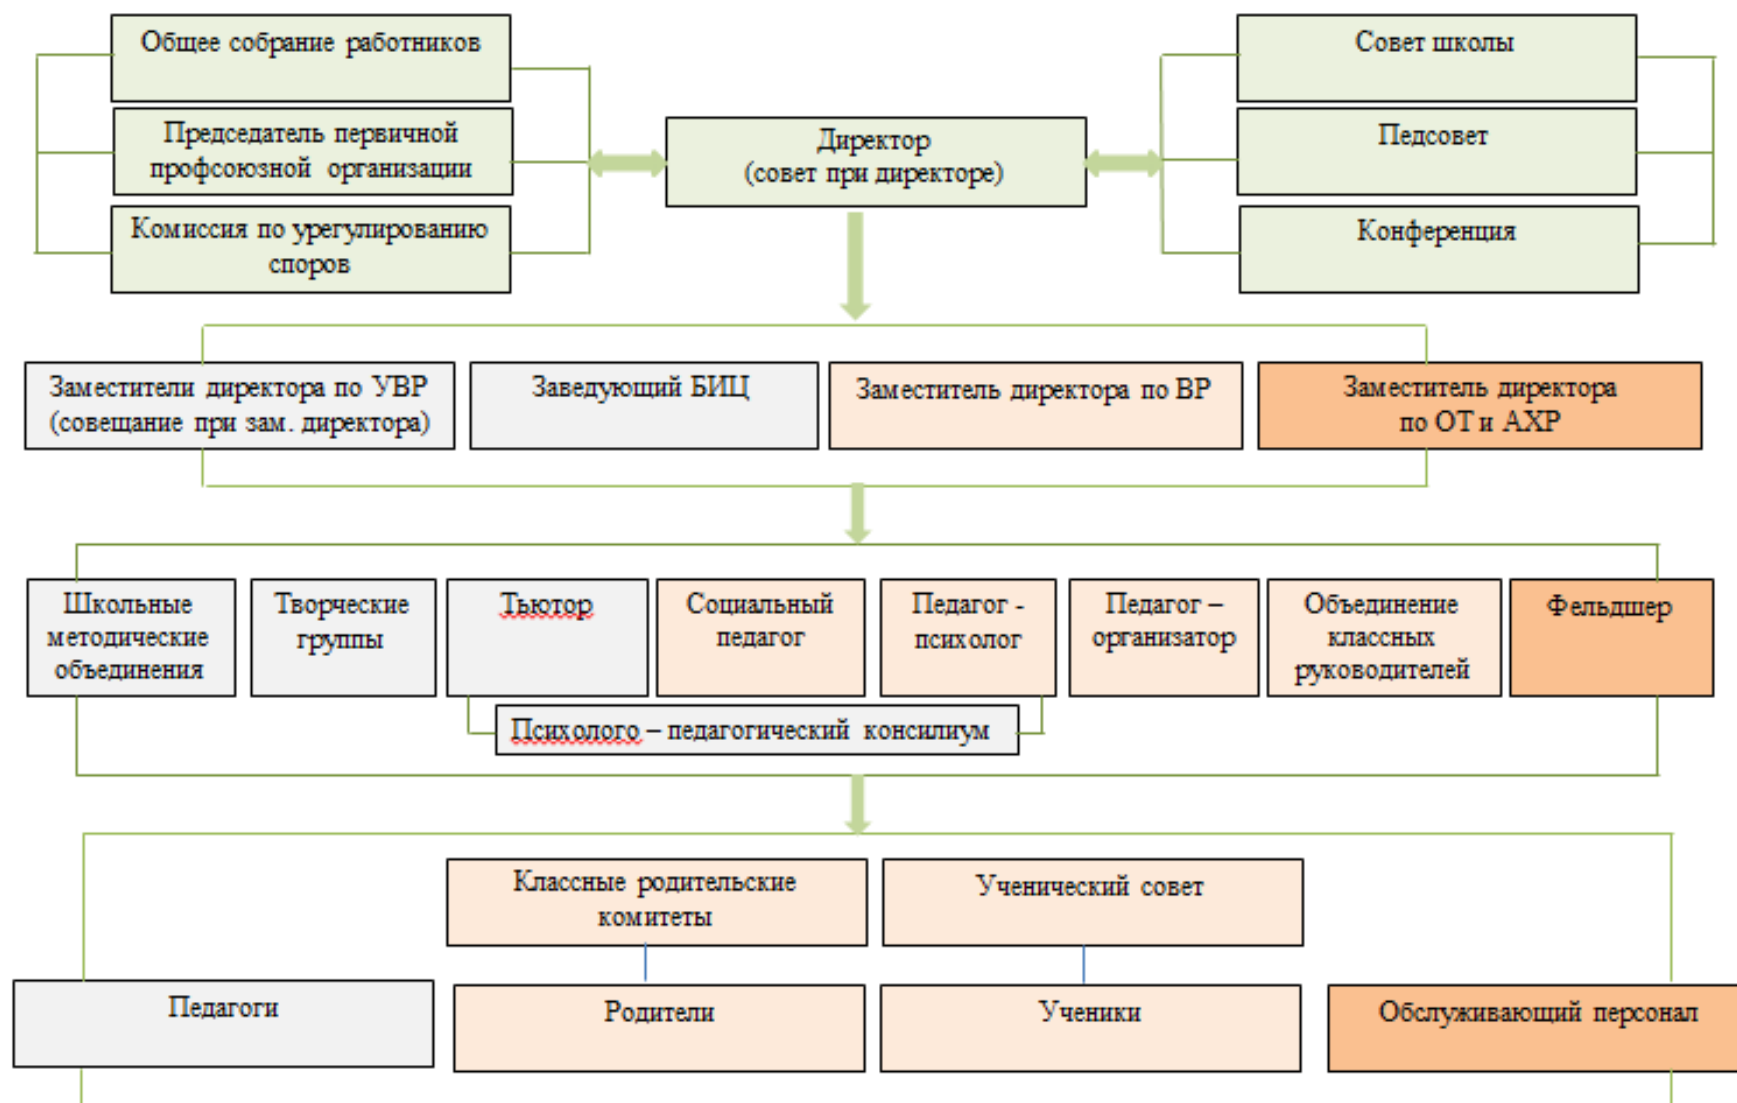 Общее собрание работников
Председатель первичной
профсоюзной организации
Комиссия по урегулированию
споров
Директор
(совет при директоре)
Совет школы
Педсовет
Конференция
Заместители директора по УВР
(совещание при зам. директора)
Заведующий БИЦ
Заместитель директора по ВР
Заместитель директора
по ОТ и АХР
Школьные
методические
объединения
Творческие
группы
Тьютор
Социальный
педагог
Педагог -
психолог
Педагог –
организатор
Объединение
классных
руководителей
Фельдшер
Психолого – педагогический консилиум
Классные родительские
комитеты
Ученический совет
Педагоги
Родители
Ученики
Обслуживающий персонал